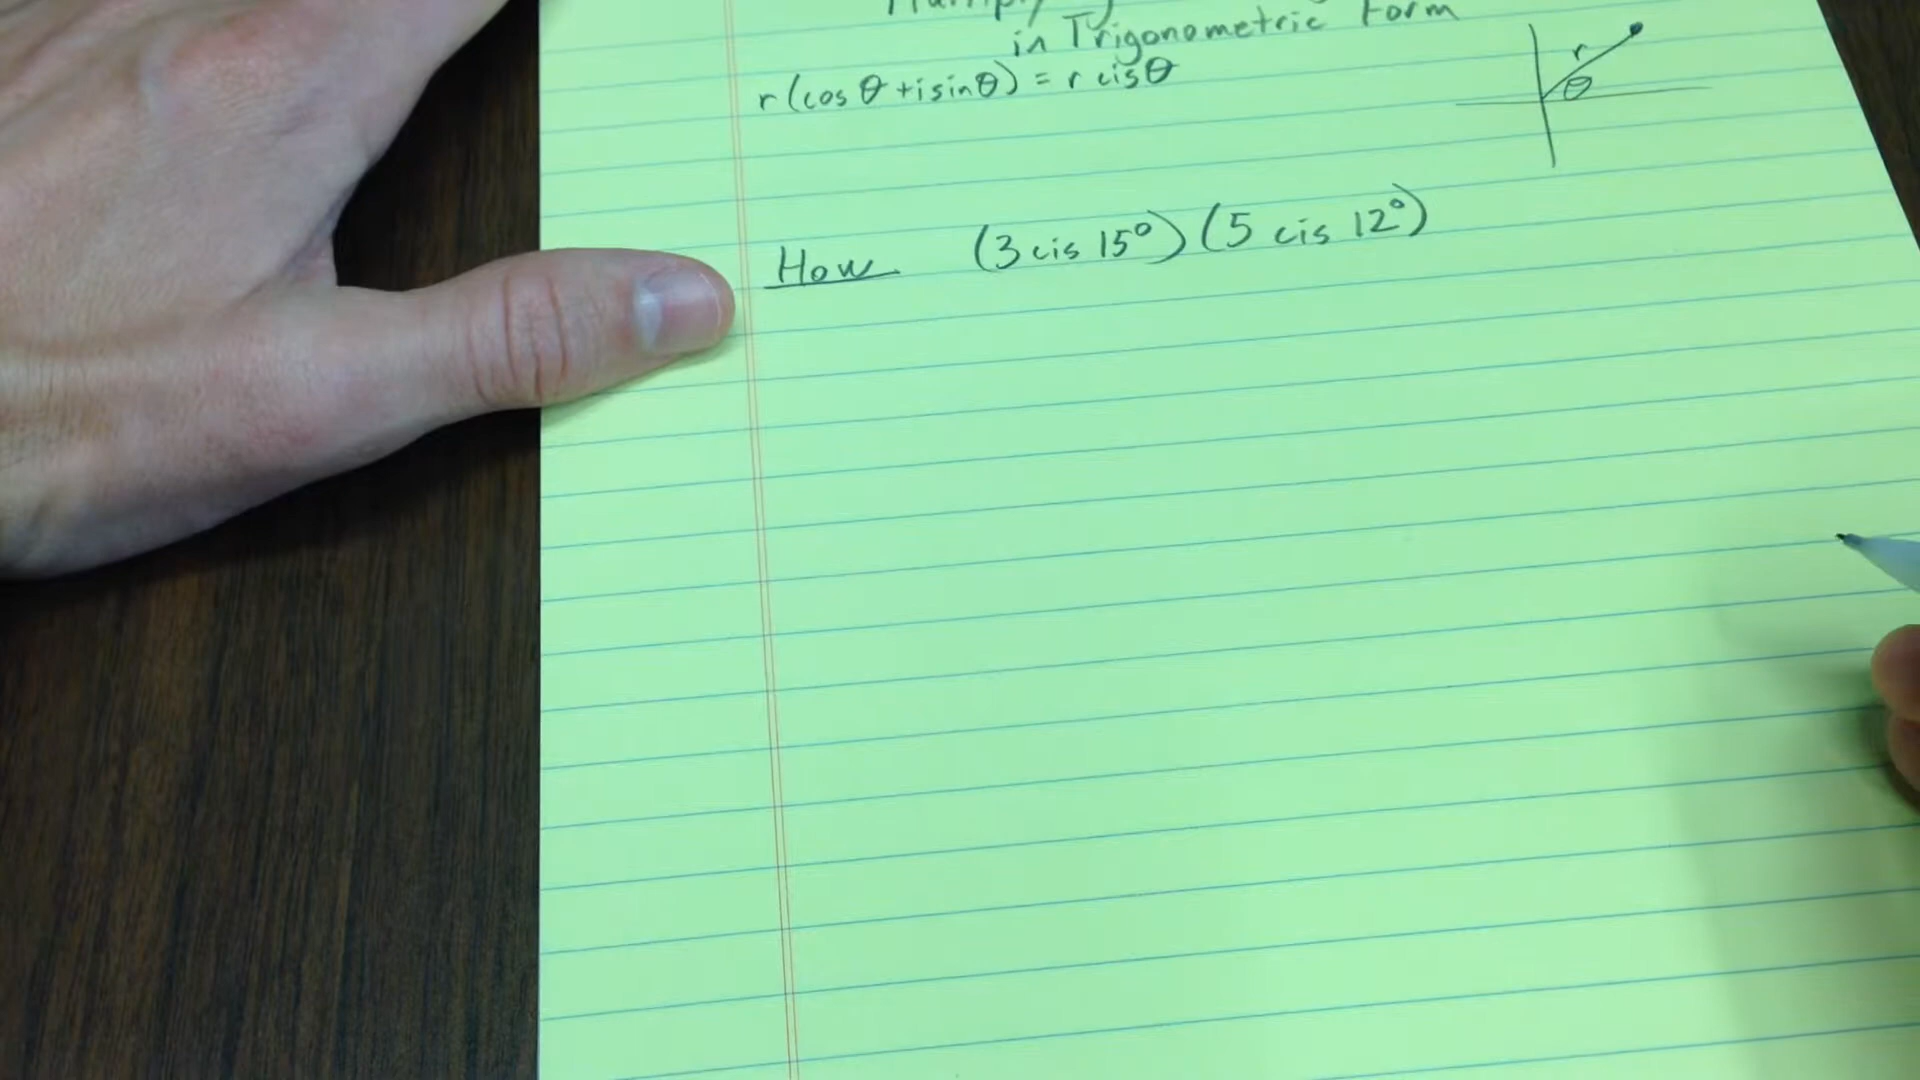 in Trigonometric Form
r(cos θ + i sin θ) = r cis θ
r
θ
How (3 cis 15°)(5 cis 12°)